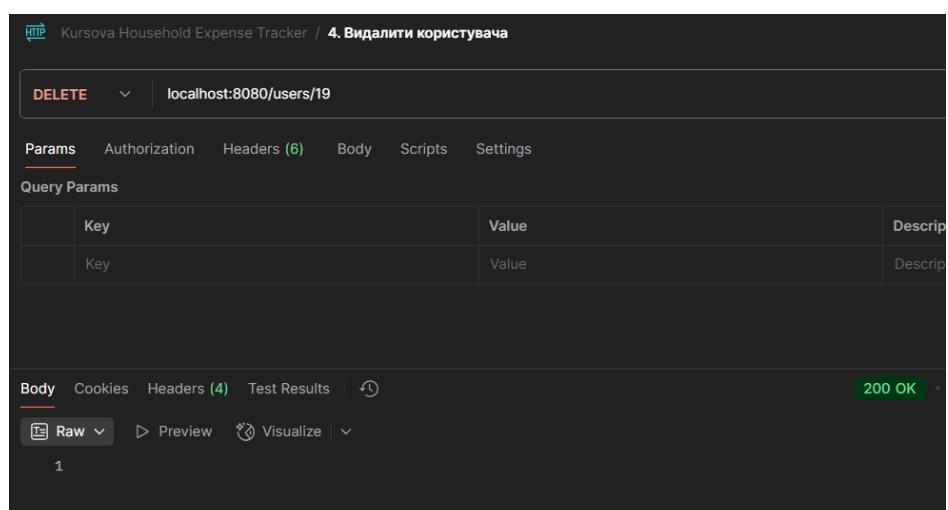 HTTP Kursova Household Expense Tracker / 4. Видалити користувача
DELETE localhost:8080/users/19
Params Authorization Headers (6) Body Scripts Settings
Query Params
Key Value Descrip
Key Value Descrip
Body Cookies Headers (4) Test Results 200 OK
Raw Preview Visualize
1